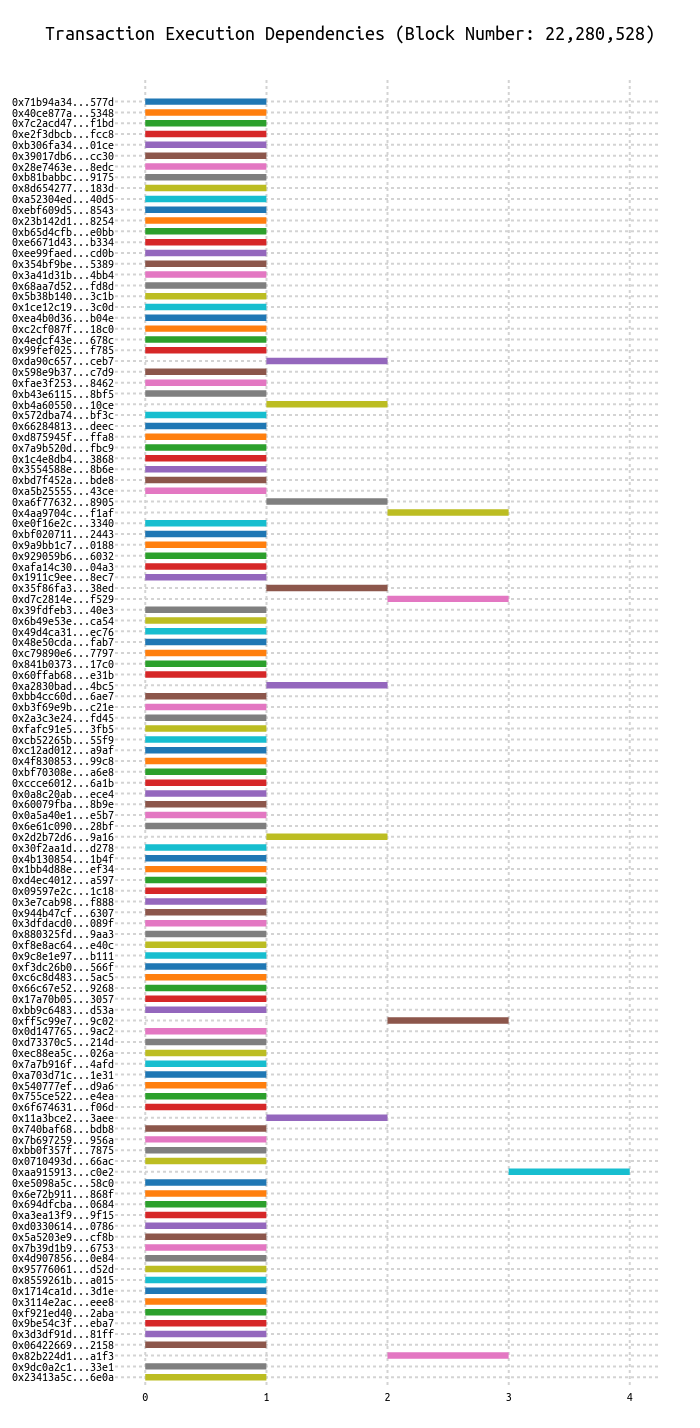 Transaction Execution Dependencies (Block Number: 22,280,528)
0x71b94a34...577d
0x40ce877a...5348
0x7c2acd47...f1bd
0xe2f3dbcb...fcc8
0xb306fa34...01ce
0x39017db6...cc30
0x28e7463e...8edc
0xb81babbc...9175
0x8d654277...183d
0xa52304ed...40d5
0xebf609d5...8543
0x23b142d1...8254
0xb65d4cfb...e0bb
0xe6671d43...b334
0xee99faed...cd0b
0x354bf9be...5389
0x3a41d31b...4bb4
0x68aa7d52...fd8d
0x5b38b140...3c1b
0x1ce12c19...3c0d
0xea4b0d36...b04e
0xc2cf087f...18c0
0x4edcf43e...678c
0x99fef025...f785
0xda90c657...ceb7
0x598e9b37...c7d9
0xfae3f253...8462
0xb43e6115...8bf5
0xb4a60550...10ce
0x572dba74...bf3c
0x66284813...deec
0xd875945f...ffa8
0x7a9b520d...fbc9
0x1c4e8db4...3868
0x3554588e...8b6e
0xbd7f452a...bde8
0xa5b25555...43ce
0xa6f77632...8905
0x4aa9704c...f1af
0xe0f16e2c...3340
0xbf020711...2443
0x9a9bb1c7...0188
0x929059b6...6032
0xafa14c30...04a3
0x1911c9ee...8ec7
0x35f86fa3...38ed
0xd7c2814e...f529
0x39fdfeb3...40e3
0x6b49e53e...ca54
0x49d4ca31...ec76
0x48e50cda...fab7
0xc79890e6...7797
0x841b0373...17c0
0x60ffab68...e31b
0xa2830bad...4bc5
0xbb4cc60d...6ae7
0xb3f69e9b...c21e
0x2a3c3e24...fd45
0xfafc91e5...3fb5
0xcb52265b...55f9
0xc12ad012...a9af
0x4f830853...99c8
0xbf70308e...a6e8
0xccce6012...6a1b
0x0a8c20ab...ece4
0x60079fba...8b9e
0x0a5a40e1...e5b7
0x6e61c090...28bf
0x2d2b72d6...9a16
0x30f2aa1d...d278
0x4b130854...1b4f
0x1bb4d88e...ef34
0xd4ec4012...a597
0x09597e2c...1c18
0x3e7cab98...f888
0x944b47cf...6307
0x3dfdacd0...089f
0x880325fd...9aa3
0xf8e8ac64...e40c
0x9c8e1e97...b111
0xf3dc26b0...566f
0xc6c8d483...5ac5
0x66c67e52...9268
0x17a70b05...3057
0xbb9c6483...d53a
0xff5c99e7...9c02
0x0d147765...9ac2
0xd73370c5...214d
0xec88ea5c...026a
0x7a7b916f...4afd
0xa703d71c...1e31
0x540777ef...d9a6
0x755ce522...e4ea
0x6f674631...f06d
0x11a3bce2...3aee
0x740baf68...bdb8
0x7b697259...956a
0xbb0f357f...7875
0x0710493d...66ac
0xaa915913...c0e2
0xe5098a5c...58c0
0x6e72b911...868f
0x694dfcba...0684
0xa3ea13f9...9f15
0xd0330614...0786
0x5a5203e9...cf8b
0x7b39d1b9...6753
0x4d907856...0e84
0x95776061...d52d
0x8559261b...a015
0x1714ca1d...3d1e
0x3114e2ac...eee8
0xf921ed40...2aba
0x9be54c3f...eba7
0x3d3df91d...81ff
0x06422669...2158
0x82b224d1...a1f3
0x9dc0a2c1...33e1
0x23413a5c...6e0a
0 1 2 3 4